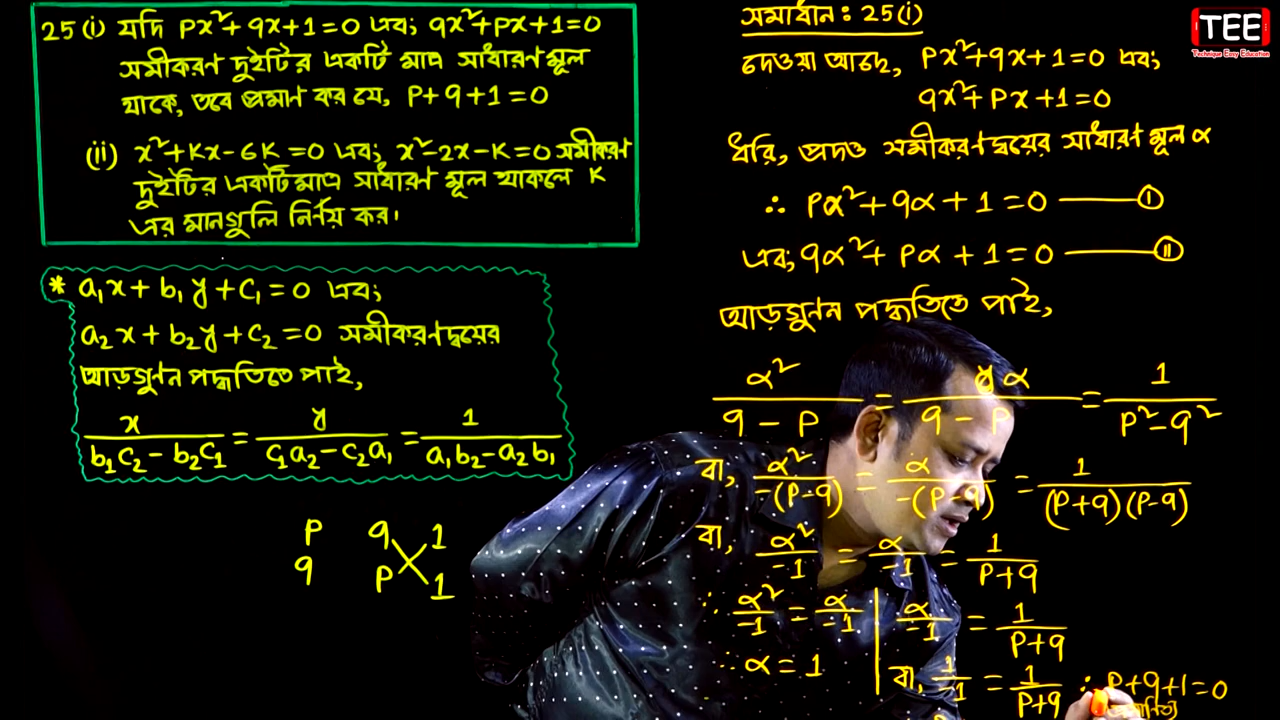 25 (i) যদি Px²+qx+1=0 এবং qx²+Px+1=0
সমীকরণ দুইটির একটি মাত্র সাধারণ মূল
থাকে, তবে প্রমাণ কর যে, P+q+1=0
(ii) x²+Kx-6K=0 এবং x²-2x-K=0 সমীকরণ
দুইটির একটিমাত্র সাধারণ মূল থাকলে K
এর মানগুলি নির্ণয় কর।
* a₁x+b₁y+c₁=0 এবং
a₂x+b₂y+c₂=0 সমীকরণদ্বয়ের
আড়গুনন পদ্ধতিতে পাই,
x/(b₁c₂-b₂c₁) = y/(c₁a₂-c₂a₁) = 1/(a₁b₂-a₂b₁)
P q 1
q P 1
সমাধান: 25(i)
দেওয়া আছে, Px²+qx+1=0 এবং
qx²+Px+1=0
ধরি, প্রদত্ত সমীকরণদ্বয়ের সাধারণ মূল α
∴ Pα²+qα+1=0 — (I)
এবং qα²+Pα+1=0 — (II)
আড়গুনন পদ্ধতিতে পাই,
α²/(q-P) = α/(q-P) = 1/(P²-q²)
বা, α²/-(P-q) = α/-(P-q) = 1/(P+q)(P-q)
বা, α²/-1 = α/-1 = 1/(P+q)
∴ α²/-1 = α/-1 | α/-1 = 1/(P+q)
∴ α=1 | বা, 1/-1 = 1/(P+q) ∴ P+q+1=0
TEE
Technique Easy Education